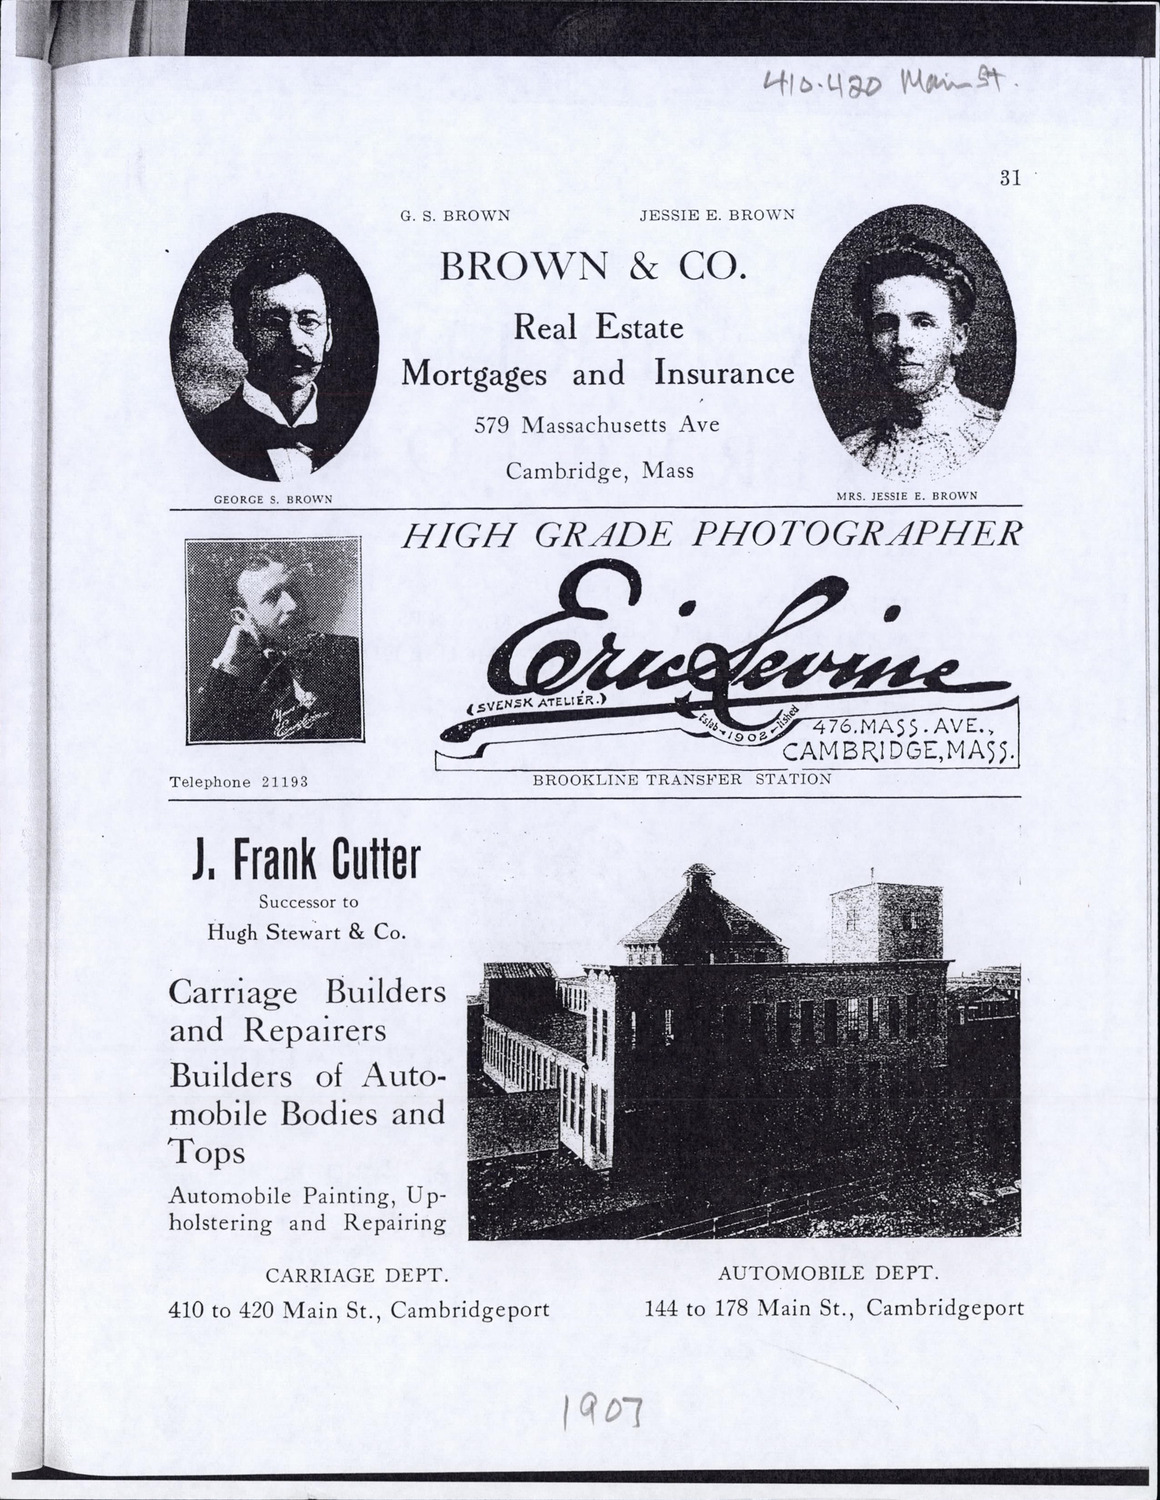 410-420 Main St.
31
G. S. BROWN JESSIE E. BROWN
BROWN & CO.
Real Estate
Mortgages and Insurance
579 Massachusetts Ave
Cambridge, Mass
GEORGE S. BROWN
MRS. JESSIE E. BROWN
HIGH GRADE PHOTOGRAPHER
Eric Levine
(SVENSK ATELIÉR.)
Estab-1902-lished
476. MASS. AVE.,
CAMBRIDGE, MASS.
Telephone 21193
BROOKLINE TRANSFER STATION
J. Frank Cutter
Successor to
Hugh Stewart & Co.
Carriage Builders
and Repairers
Builders of Auto-
mobile Bodies and
Tops
Automobile Painting, Up-
holstering and Repairing
CARRIAGE DEPT.
410 to 420 Main St., Cambridgeport
AUTOMOBILE DEPT.
144 to 178 Main St., Cambridgeport
1907